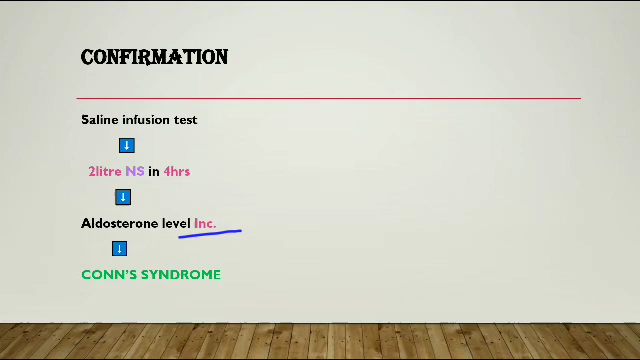 CONFIRMATION
Saline infusion test
↓
2litre NS in 4hrs
↓
Aldosterone level Inc.
↓
CONN'S SYNDROME